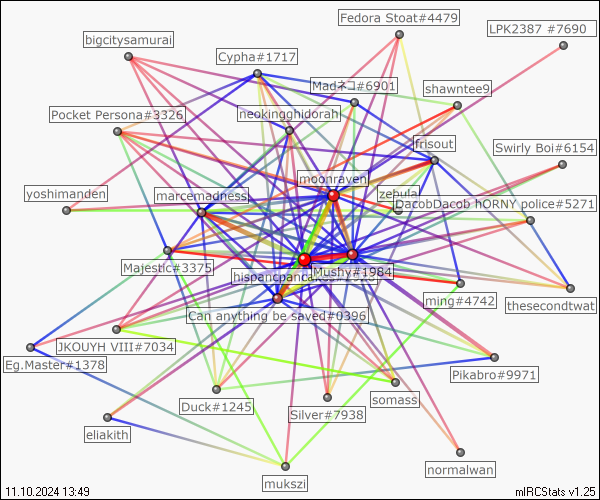 Fedora Stoat#4479
LPK2387 #7690
bigcitysamurai
Cypha#1717
Madネコ#6901
shawntee9
Pocket Persona#3326
neokingghidorah
frisout
Swirly Boi#6154
moonraven
yoshimanden
marcemadness
zebulai
DacobDacob hORNY police#5271
Majestic#3375
Mushy#1984
ming#4742
thesecondtwat
Can anything be saved#0396
JKOUYH VIII#7034
Eg.Master#1378
Pikabro#9971
Duck#1245
Silver#7938
somass
eliakith
normalwan
mukszi
11.10.2024 13:49
mIRCStats v1.25